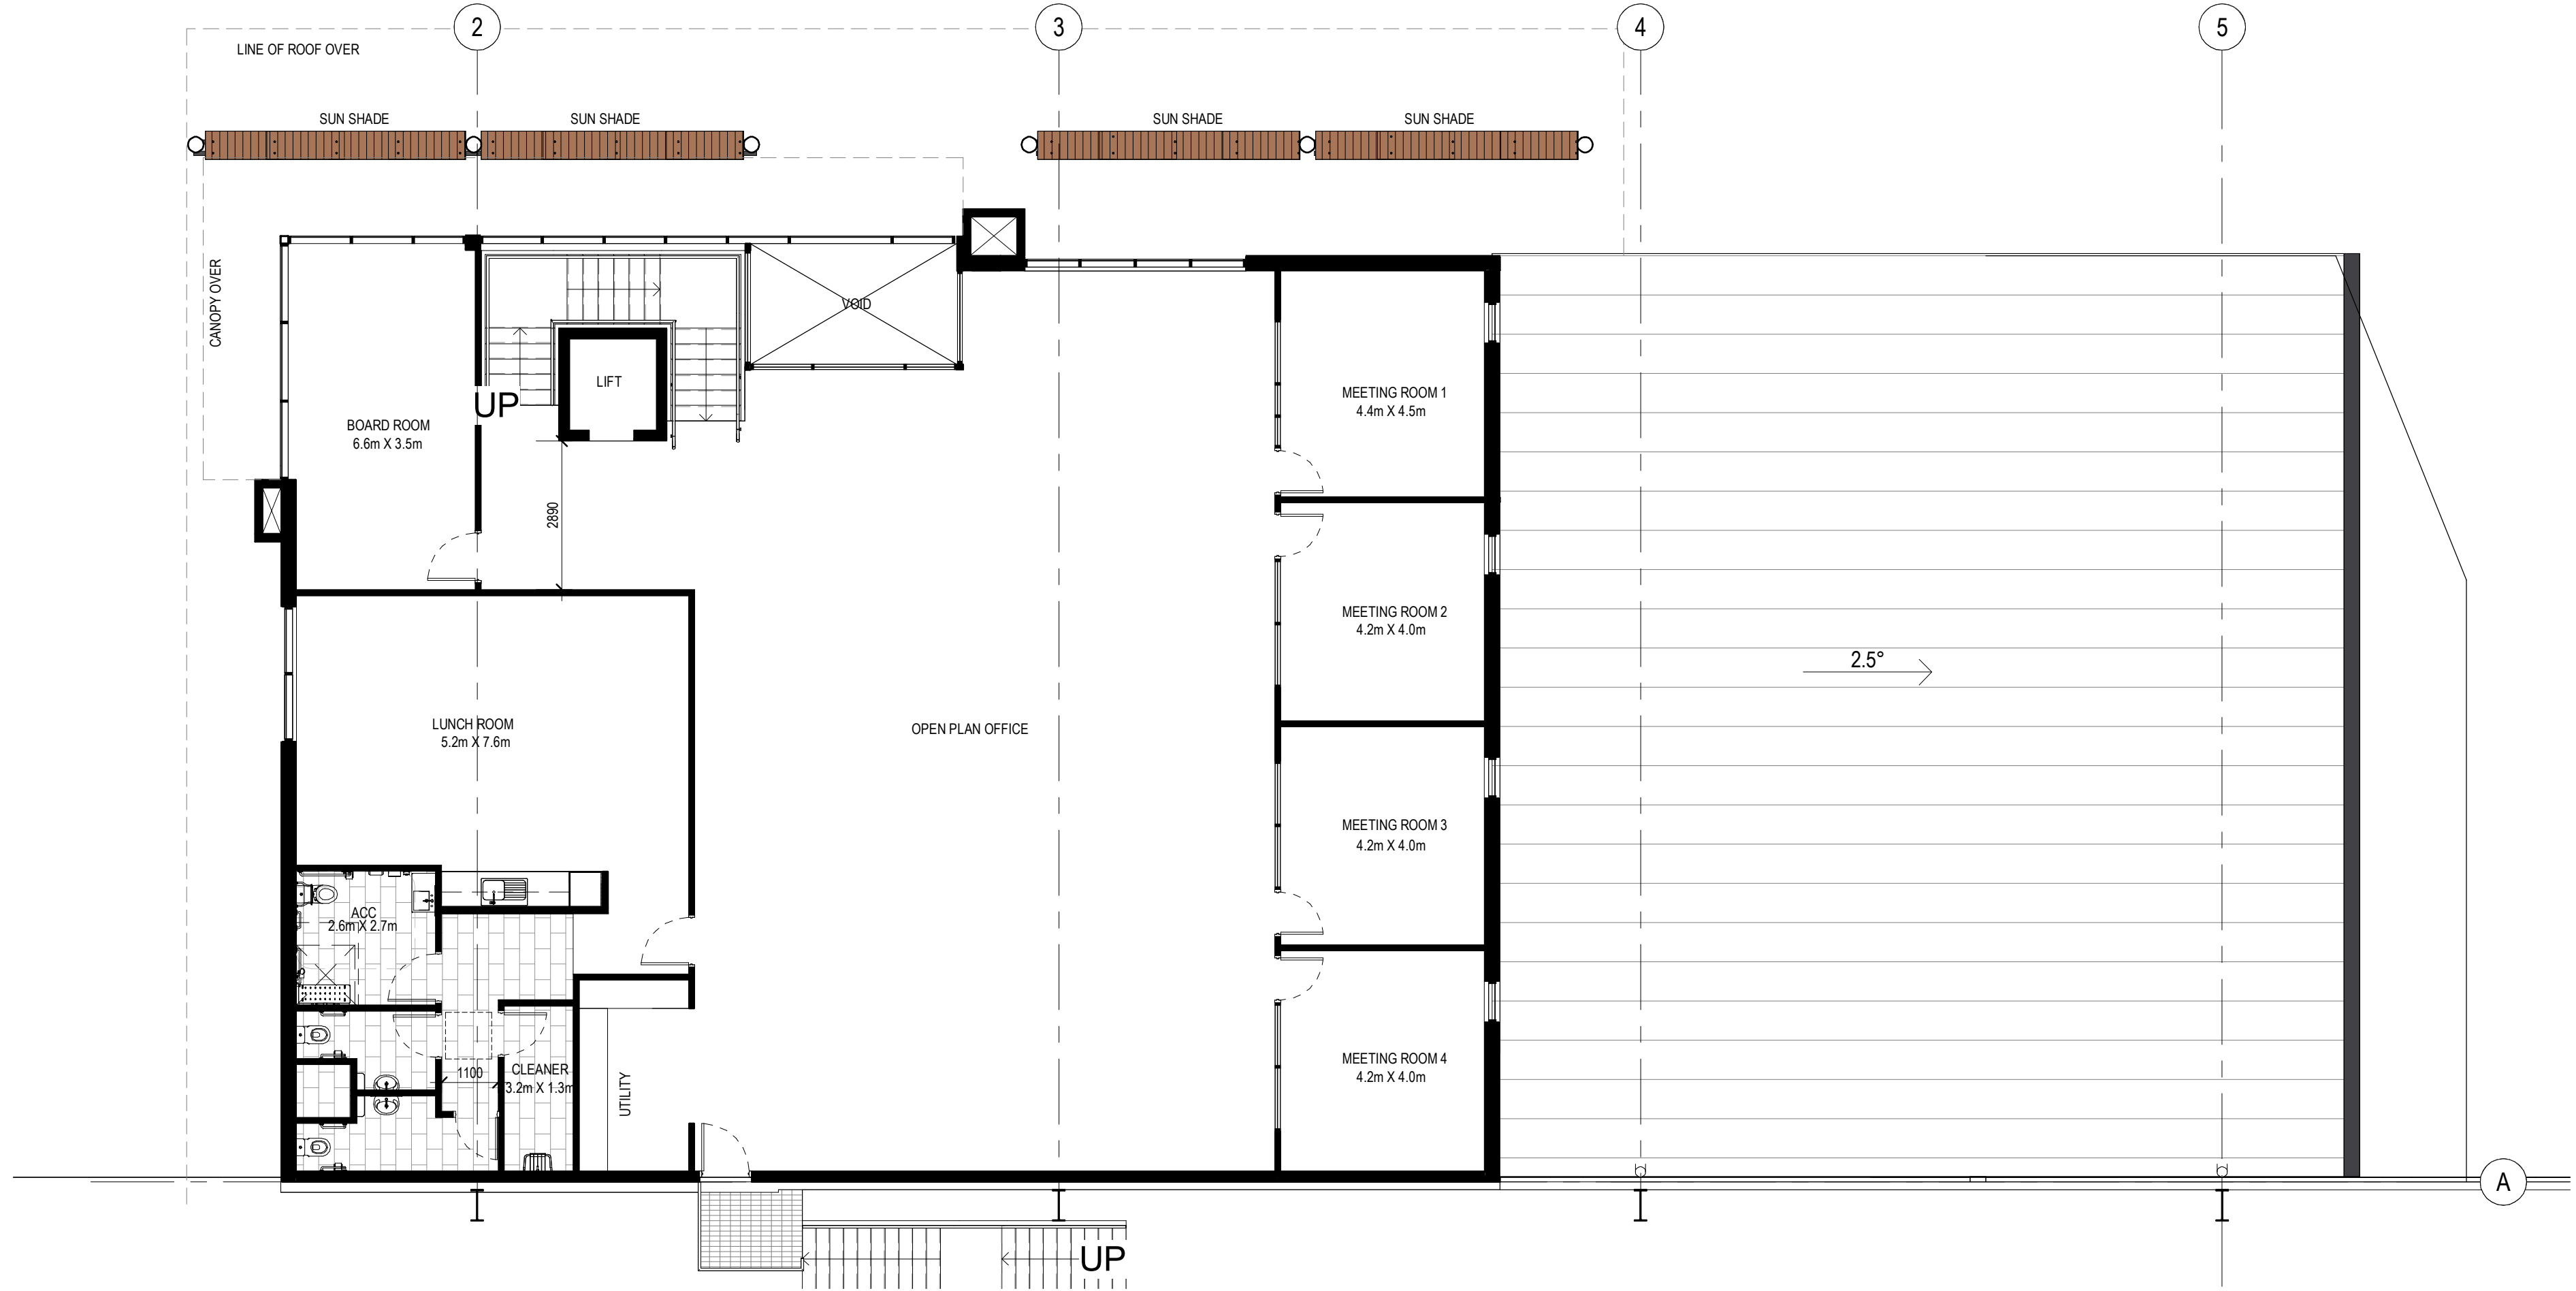 2
3
4
5
LINE OF ROOF OVER
SUN SHADE
SUN SHADE
SUN SHADE
SUN SHADE
CANOPY OVER
VOID
LIFT
UP
BOARD ROOM
6.6m X 3.5m
MEETING ROOM 1
4.4m X 4.5m
2890
MEETING ROOM 2
4.2m X 4.0m
2.5°
LUNCH ROOM
5.2m X 7.6m
OPEN PLAN OFFICE
MEETING ROOM 3
4.2m X 4.0m
ACC
2.6m X 2.7m
MEETING ROOM 4
4.2m X 4.0m
1100
CLEANER
3.2m X 1.3m
UTILITY
A
UP